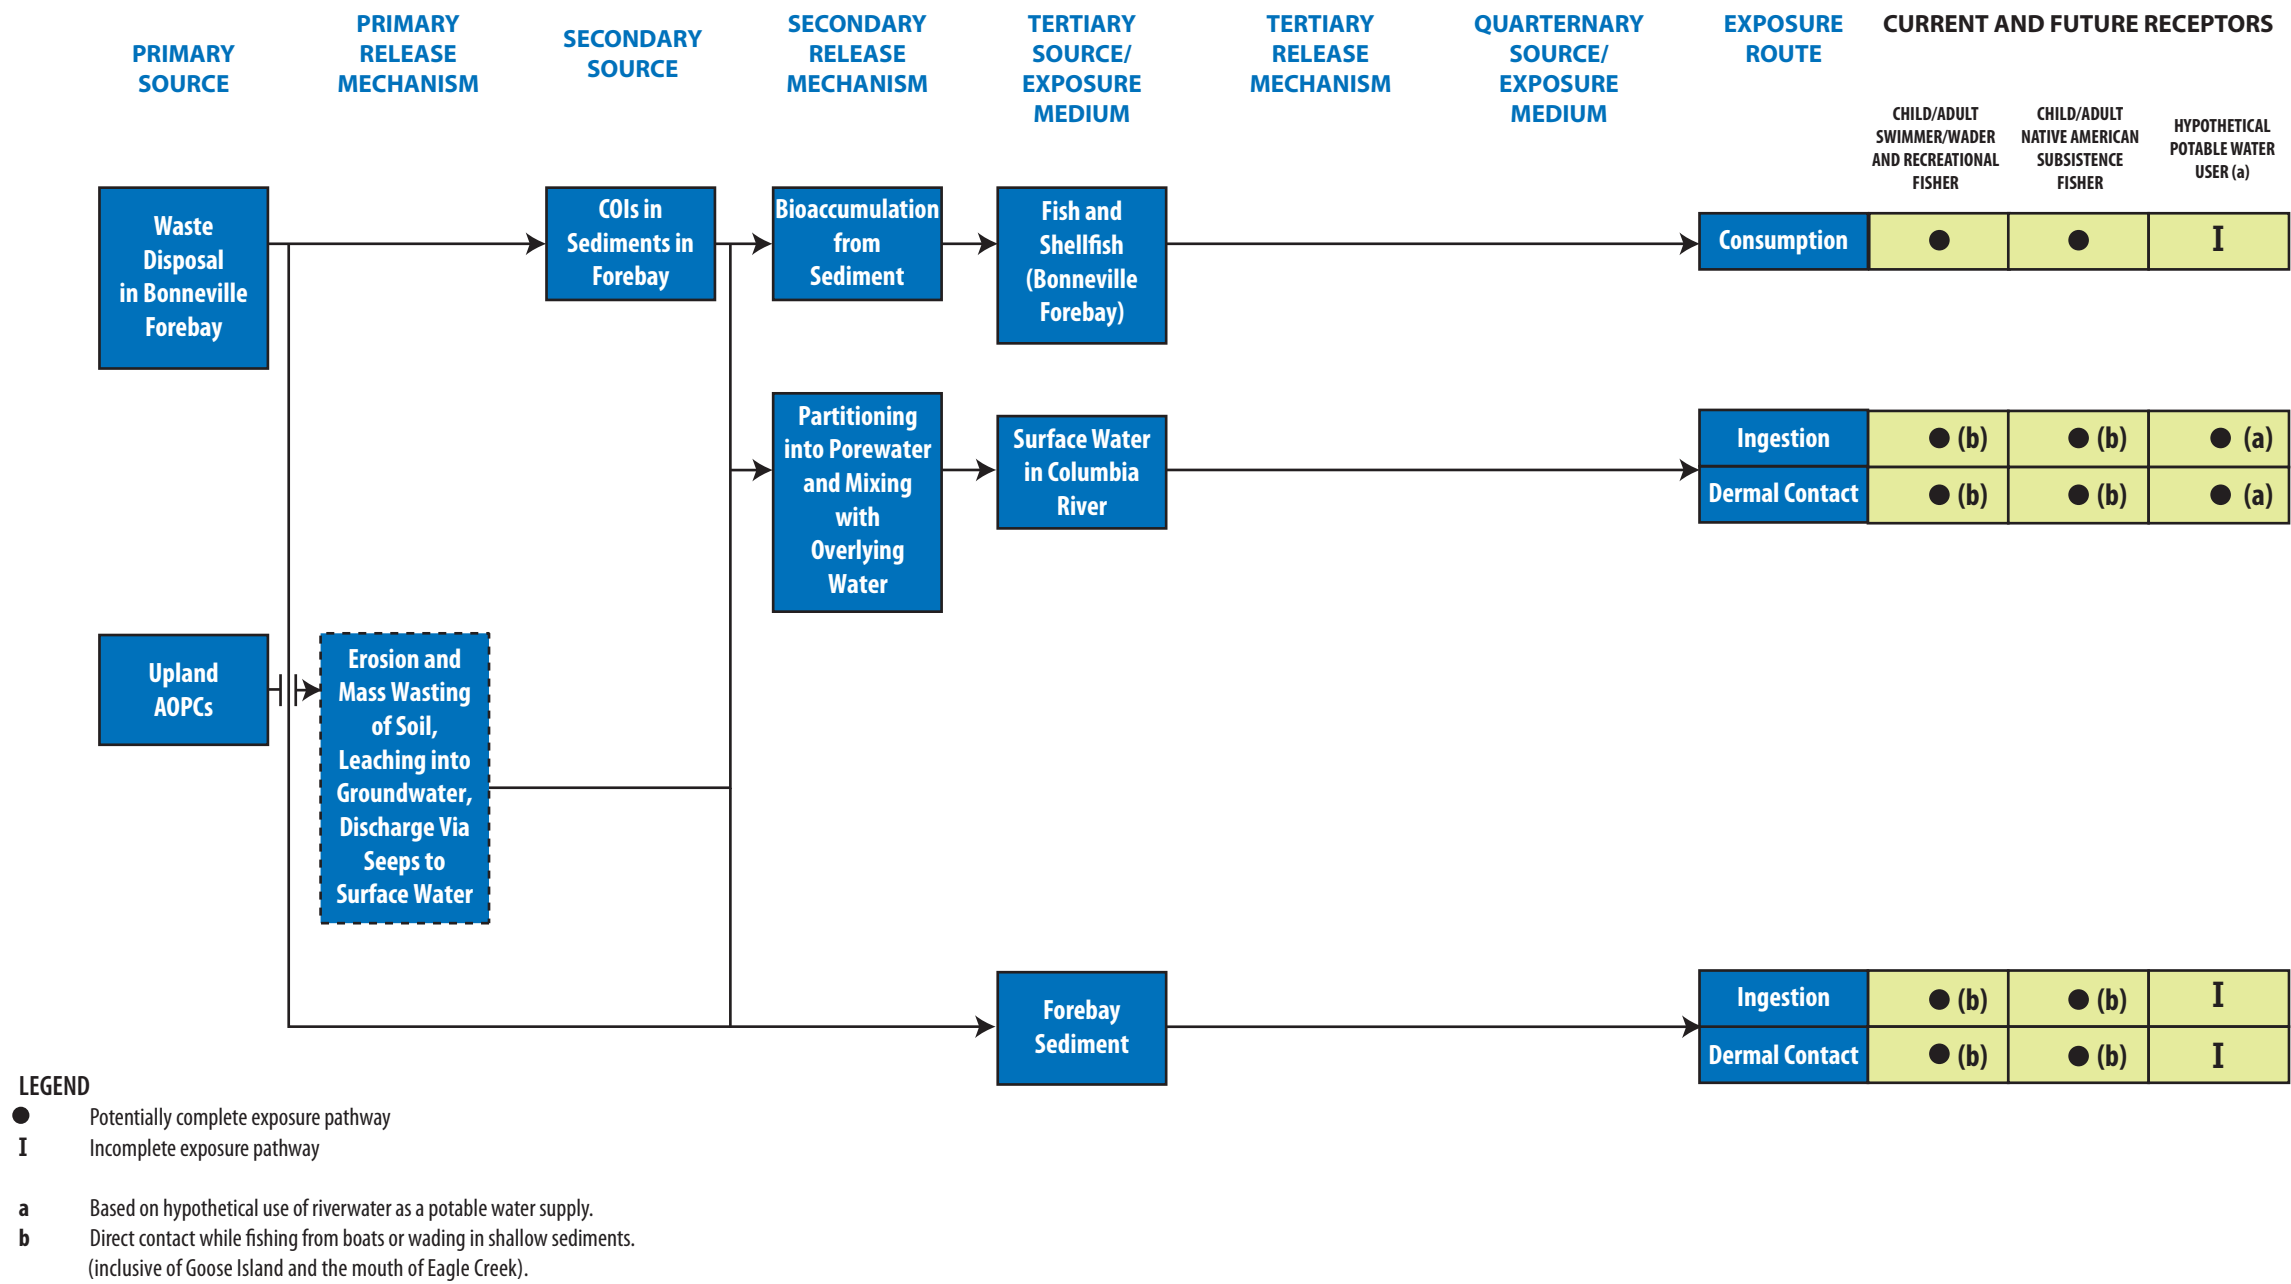 PRIMARY
SOURCE
PRIMARY
RELEASE
MECHANISM
SECONDARY
SOURCE
SECONDARY
RELEASE
MECHANISM
TERTIARY
SOURCE/
EXPOSURE
MEDIUM
TERTIARY
RELEASE
MECHANISM
QUARTERNARY
SOURCE/
EXPOSURE
MEDIUM
EXPOSURE
ROUTE
CURRENT AND FUTURE RECEPTORS
CHILD/ADULT
SWIMMER/WADER
AND RECREATIONAL
FISHER
CHILD/ADULT
NATIVE AMERICAN
SUBSISTENCE
FISHER
HYPOTHETICAL
POTABLE WATER
USER (a)
Waste
Disposal
in Bonneville
Forebay
COIs in
Sediments in
Forebay
Bioaccumulation
from
Sediment
Fish and
Shellfish
(Bonneville
Forebay)
Consumption
● ● I
Partitioning
into Porewater
and Mixing
with
Overlying
Water
Surface Water
in Columbia
River
Ingestion
● (b) ● (b) ● (a)
Dermal Contact
● (b) ● (b) ● (a)
Upland
AOPCs
Erosion and
Mass Wasting
of Soil,
Leaching into
Groundwater,
Discharge Via
Seeps to
Surface Water
Forebay
Sediment
Ingestion
● (b) ● (b) I
Dermal Contact
● (b) ● (b) I
LEGEND
● Potentially complete exposure pathway
I Incomplete exposure pathway
a Based on hypothetical use of riverwater as a potable water supply.
b Direct contact while fishing from boats or wading in shallow sediments.
(inclusive of Goose Island and the mouth of Eagle Creek).